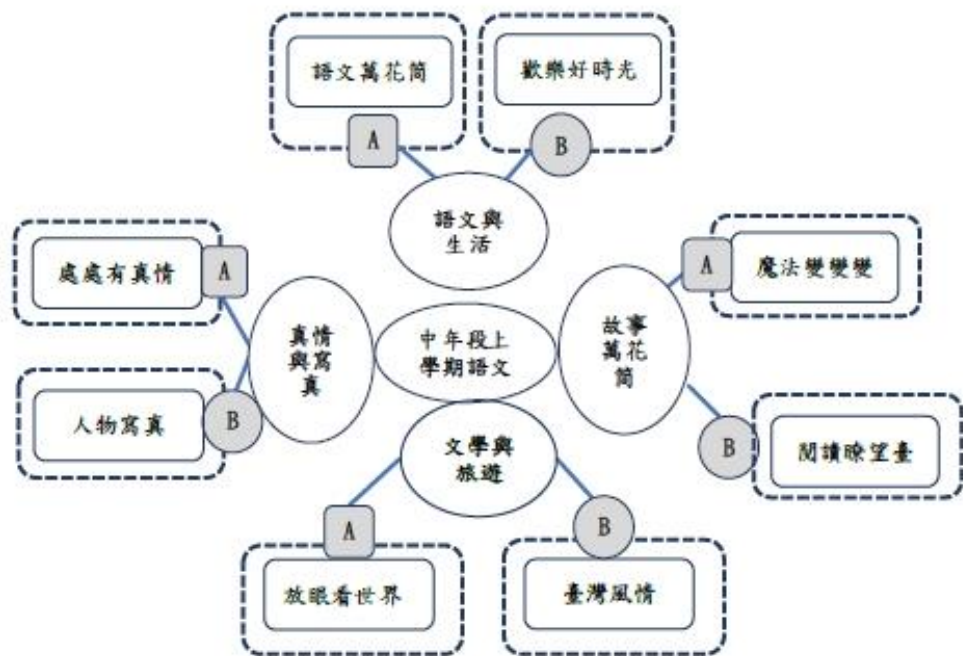 語文萬花筒
歡樂好時光
A
B
語文與
生活
處處有真情
A
A
魔法變變變
真情
與寫
真
中年段上
學期語文
故事
萬花
筒
人物寫真
B
B
閱讀瞭望臺
文學與
旅遊
A
B
放眼看世界
臺灣風情